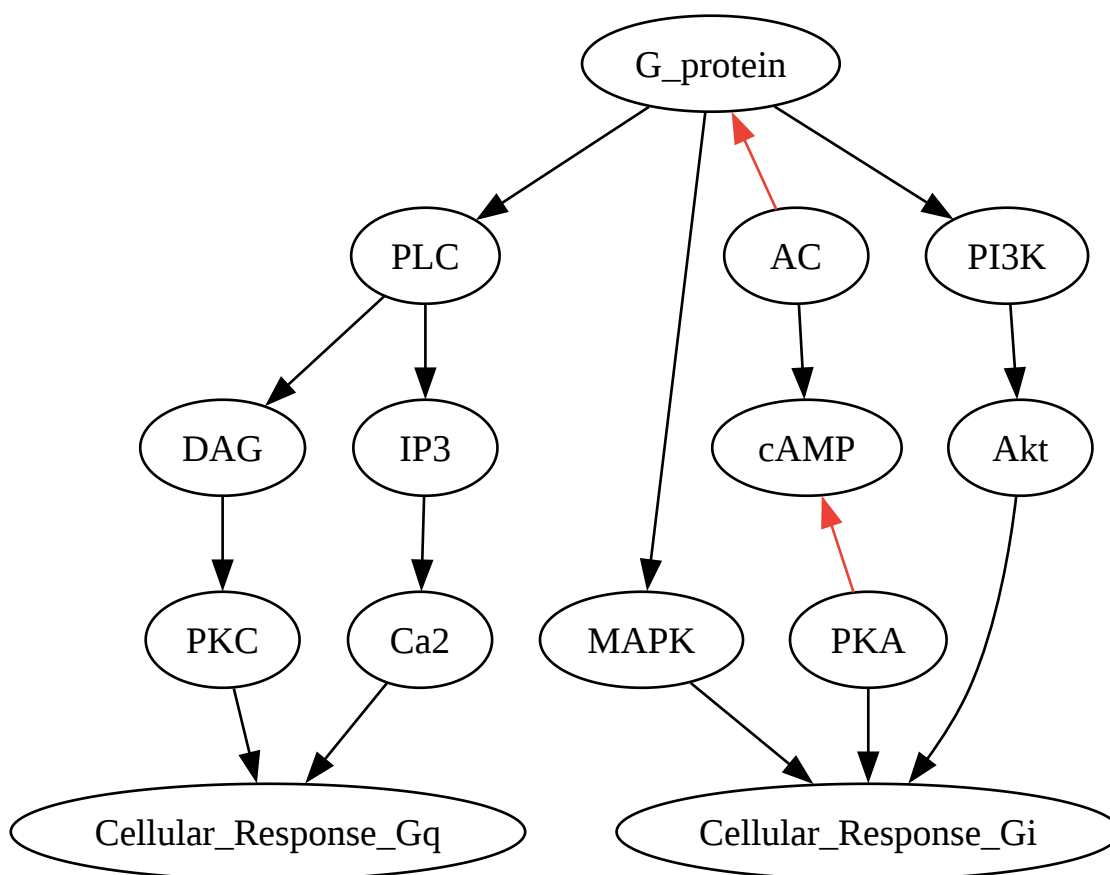 G_protein
PLC
AC
PI3K
DAG
IP3
cAMP
Akt
PKC
Ca2
MAPK
PKA
Cellular_Response_Gq
Cellular_Response_Gi